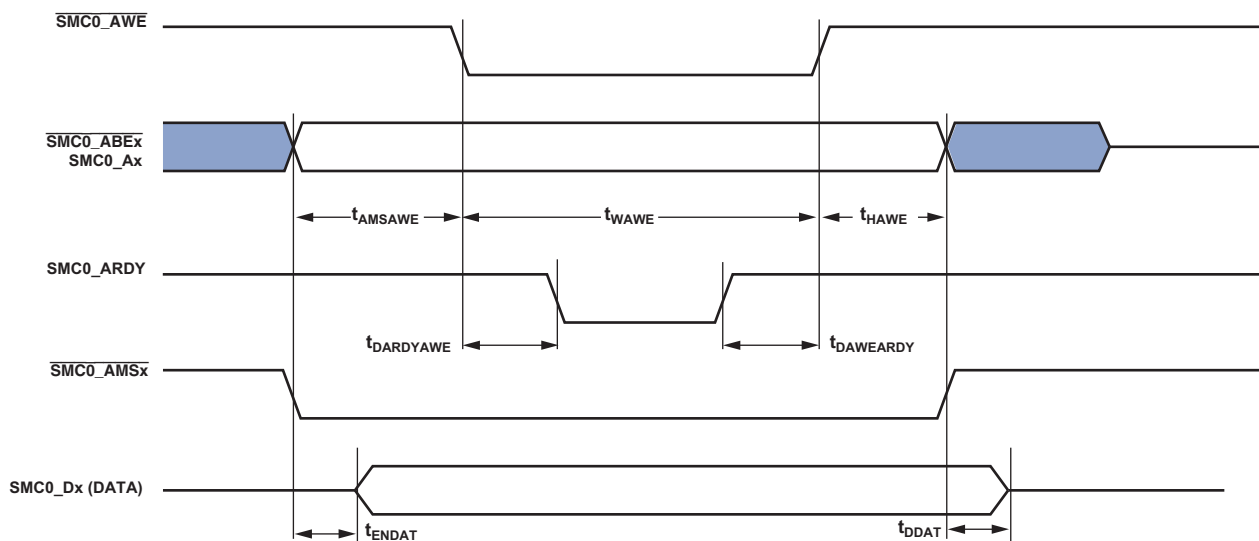 SMC0_AWE
SMC0_ABEx
SMC0_Ax
tAMSAWE
tWAWE
tHAWE
SMC0_ARDY
tDARDYAWE
tDAWEARDY
SMC0_AMSx
SMC0_Dx (DATA)
tENDAT
tDDAT